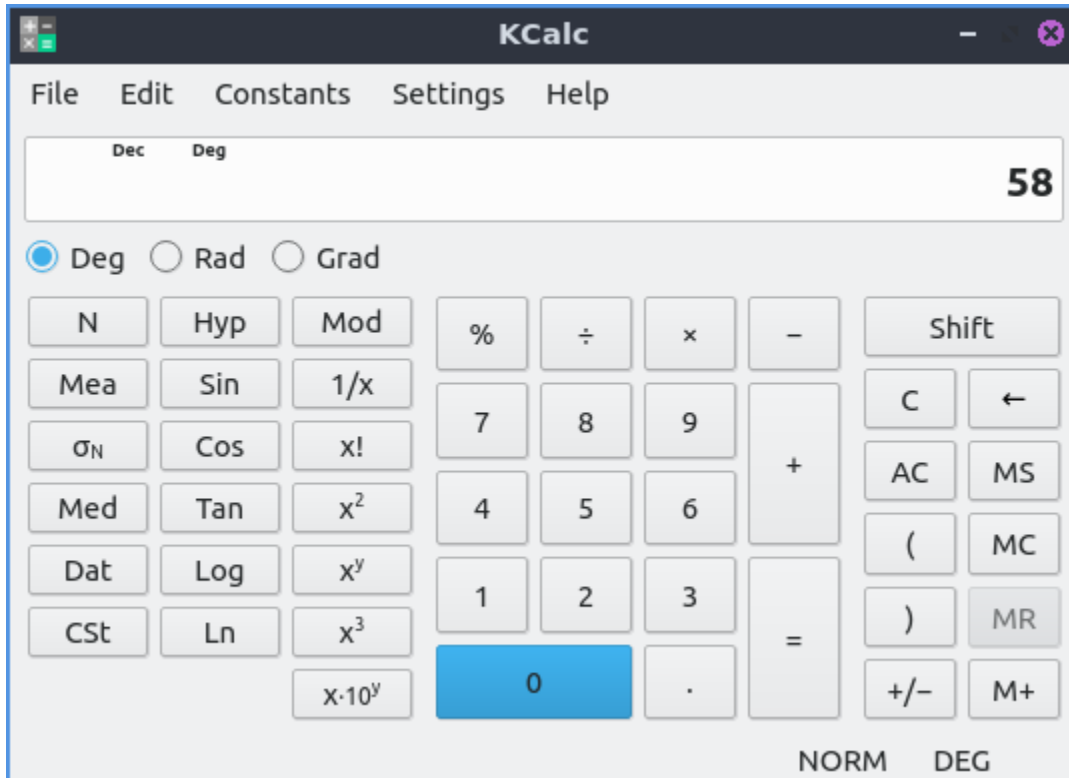 KCalc
File Edit Constants Settings Help
Dec Deg
58
Deg Rad Grad
N Hyp Mod % ÷ × − Shift
Mea Sin 1/x 7 8 9 + C ←
σN Cos x! AC MS
Med Tan x² 4 5 6 ( MC
Dat Log xʸ 1 2 3 = ) MR
CSt Ln x³
x·10ʸ 0 . +/− M+
NORM DEG